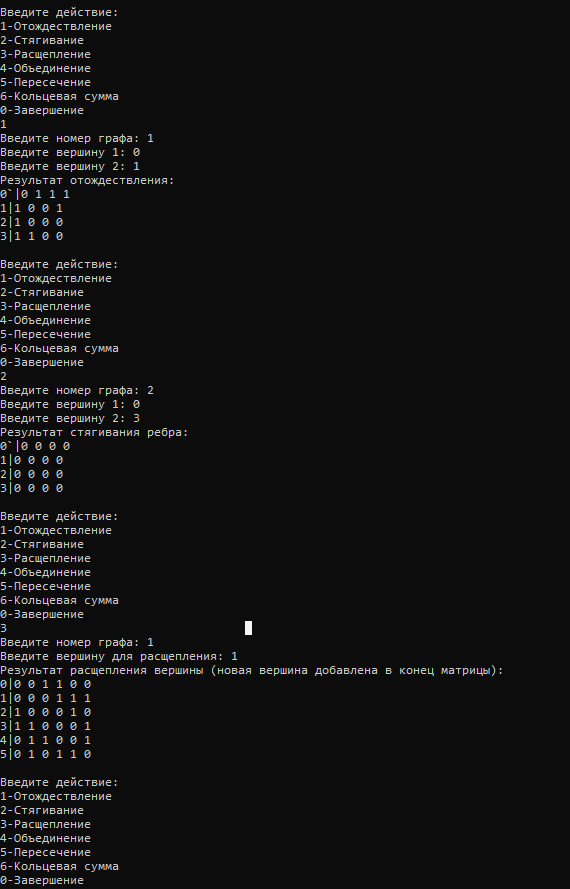 Введите действие:
1-Отождествление
2-Стягивание
3-Расщепление
4-Объединение
5-Пересечение
6-Кольцевая сумма
0-Завершение
1
Введите номер графа: 1
Введите вершину 1: 0
Введите вершину 2: 1
Результат отождествления:
0`|0 1 1 1
1|1 0 0 1
2|1 0 0 0
3|1 1 0 0
Введите действие:
1-Отождествление
2-Стягивание
3-Расщепление
4-Объединение
5-Пересечение
6-Кольцевая сумма
0-Завершение
2
Введите номер графа: 2
Введите вершину 1: 0
Введите вершину 2: 3
Результат стягивания ребра:
0`|0 0 0 0
1|0 0 0 0
2|0 0 0 0
3|0 0 0 0
Введите действие:
1-Отождествление
2-Стягивание
3-Расщепление
4-Объединение
5-Пересечение
6-Кольцевая сумма
0-Завершение
3
Введите номер графа: 1
Введите вершину для расщепления: 1
Результат расщепления вершины (новая вершина добавлена в конец матрицы):
0|0 0 1 1 0 0
1|0 0 0 1 1 1
2|1 0 0 0 1 0
3|1 1 0 0 0 1
4|0 1 1 0 0 1
5|0 1 0 1 1 0
Введите действие:
1-Отождествление
2-Стягивание
3-Расщепление
4-Объединение
5-Пересечение
6-Кольцевая сумма
0-Завершение